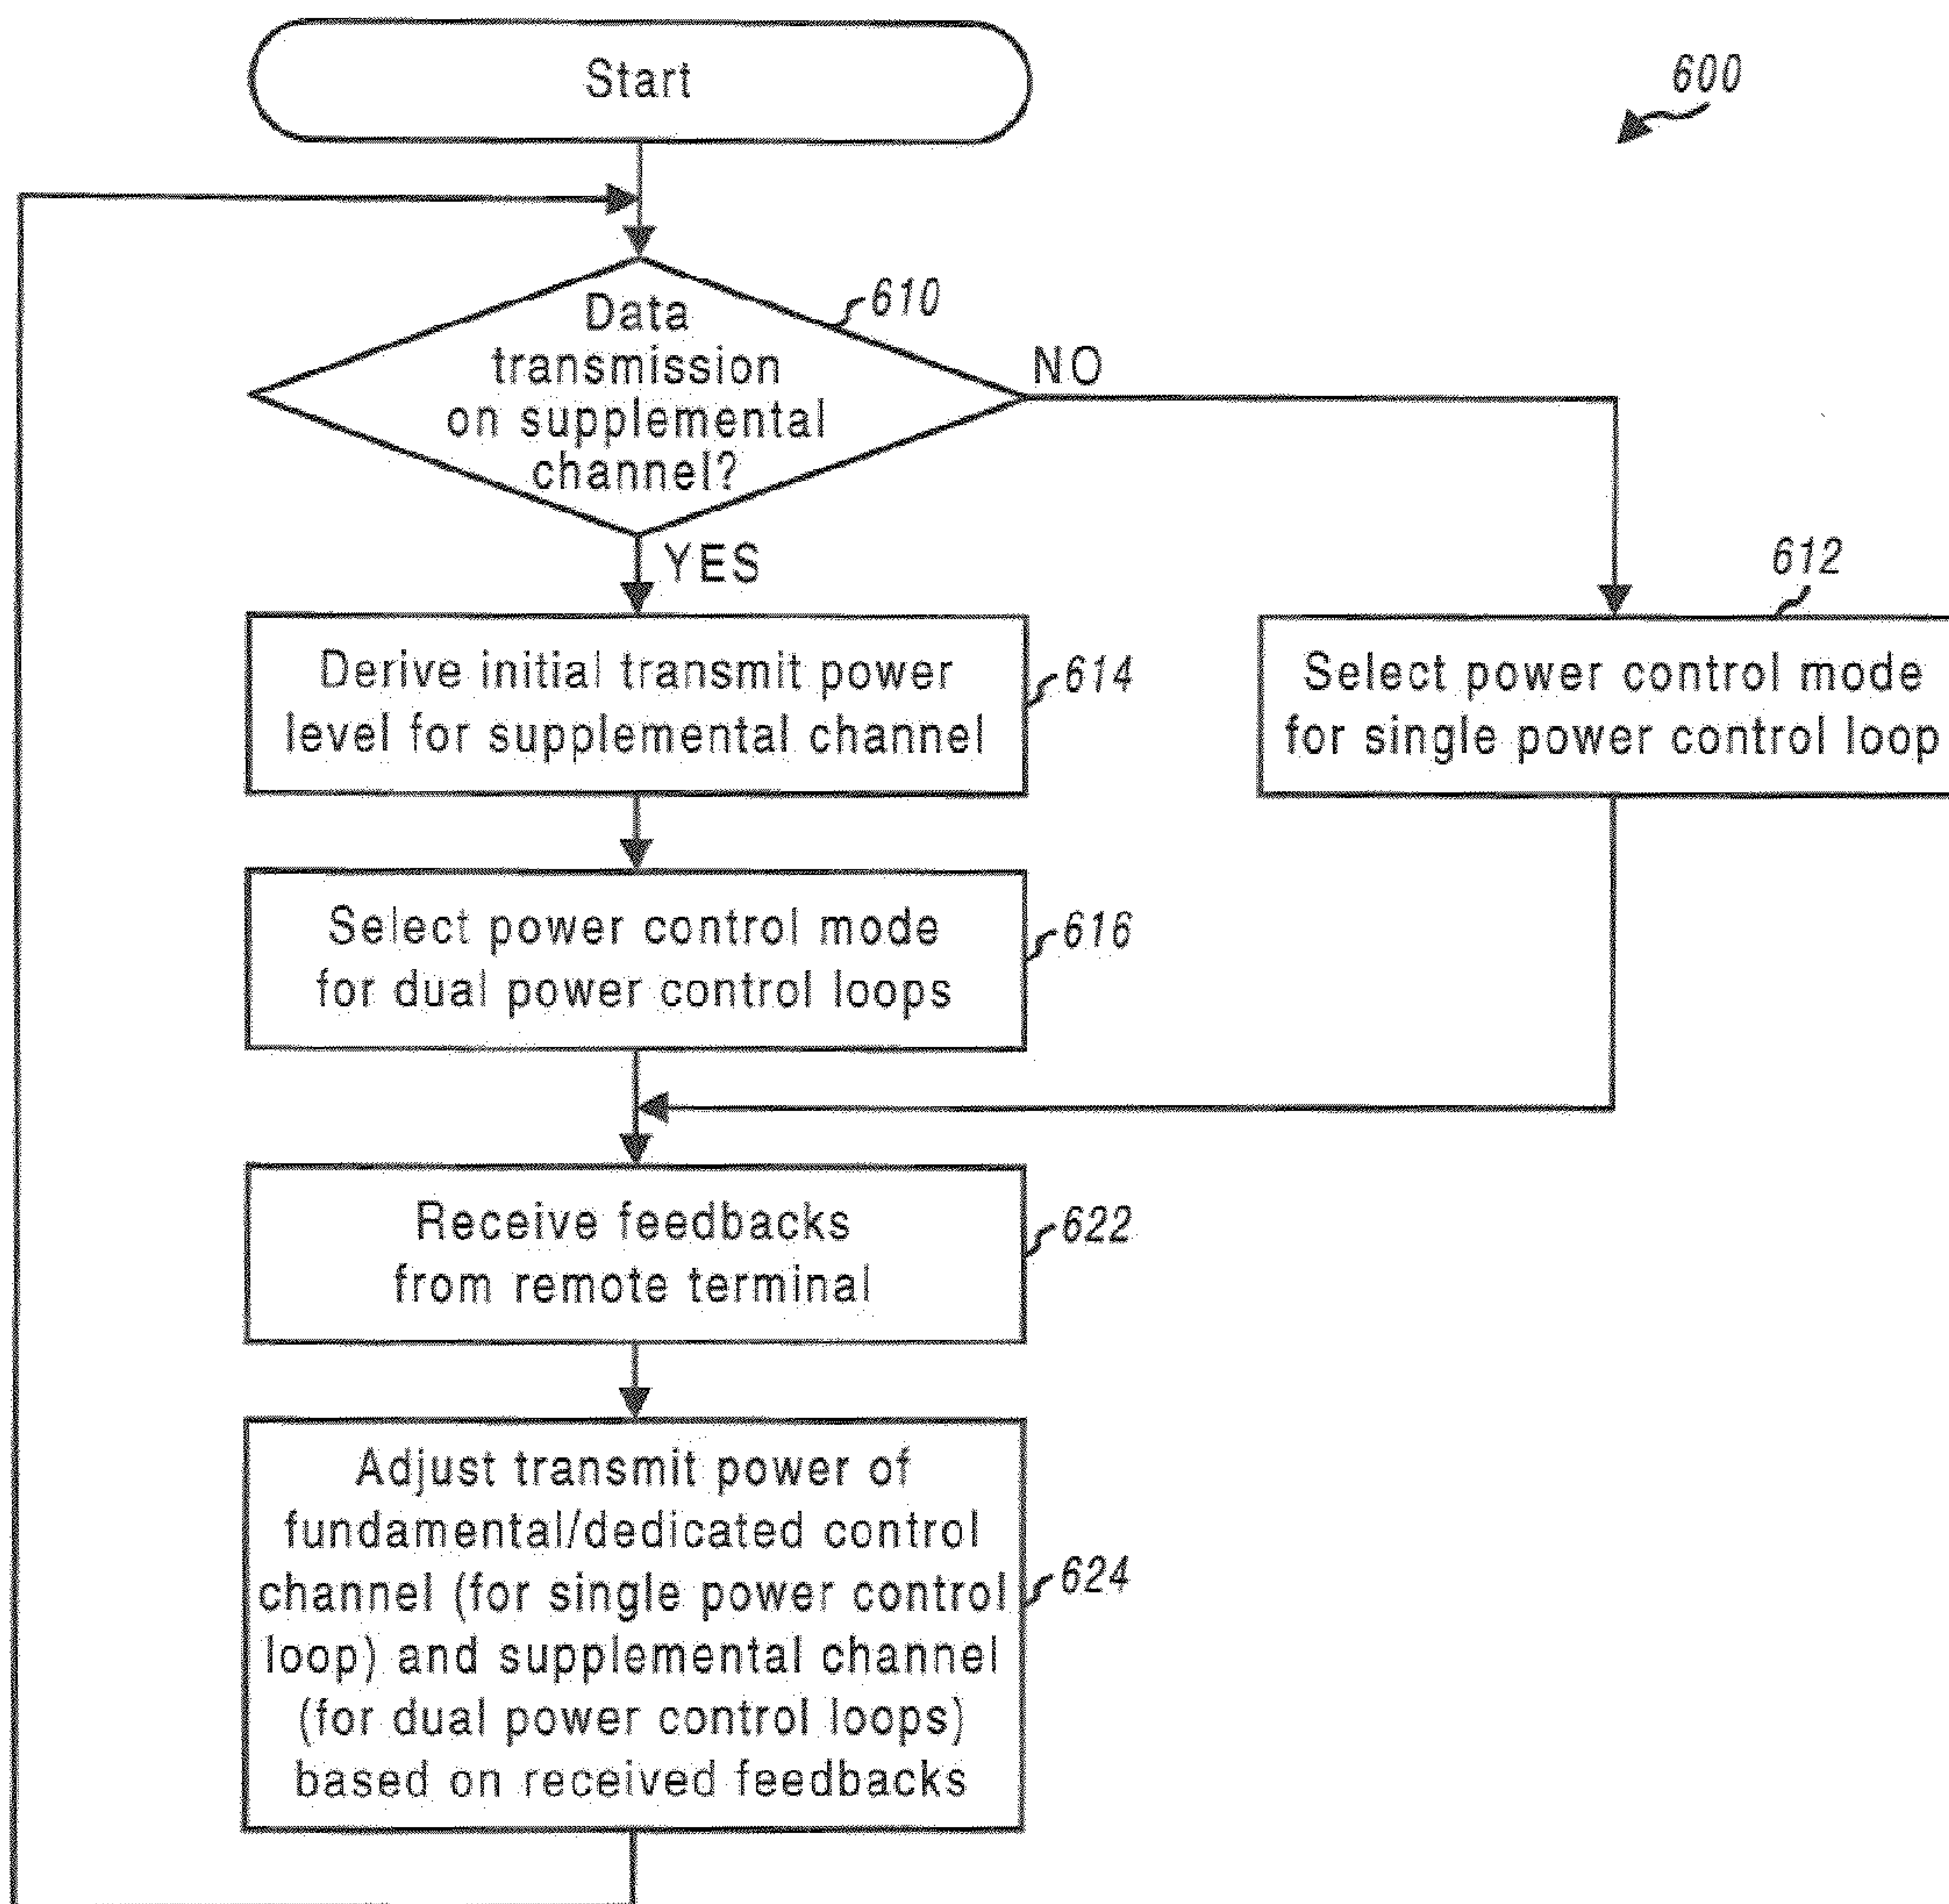 Start
600
Data
transmission
on supplemental
channel?
610
NO
YES
612
Derive initial transmit power
level for supplemental channel
614
Select power control mode
for single power control loop
Select power control mode
for dual power control loops
616
Receive feedbacks
from remote terminal
622
Adjust transmit power of
fundamental/dedicated control
channel (for single power control
loop) and supplemental channel
(for dual power control loops)
based on received feedbacks
624